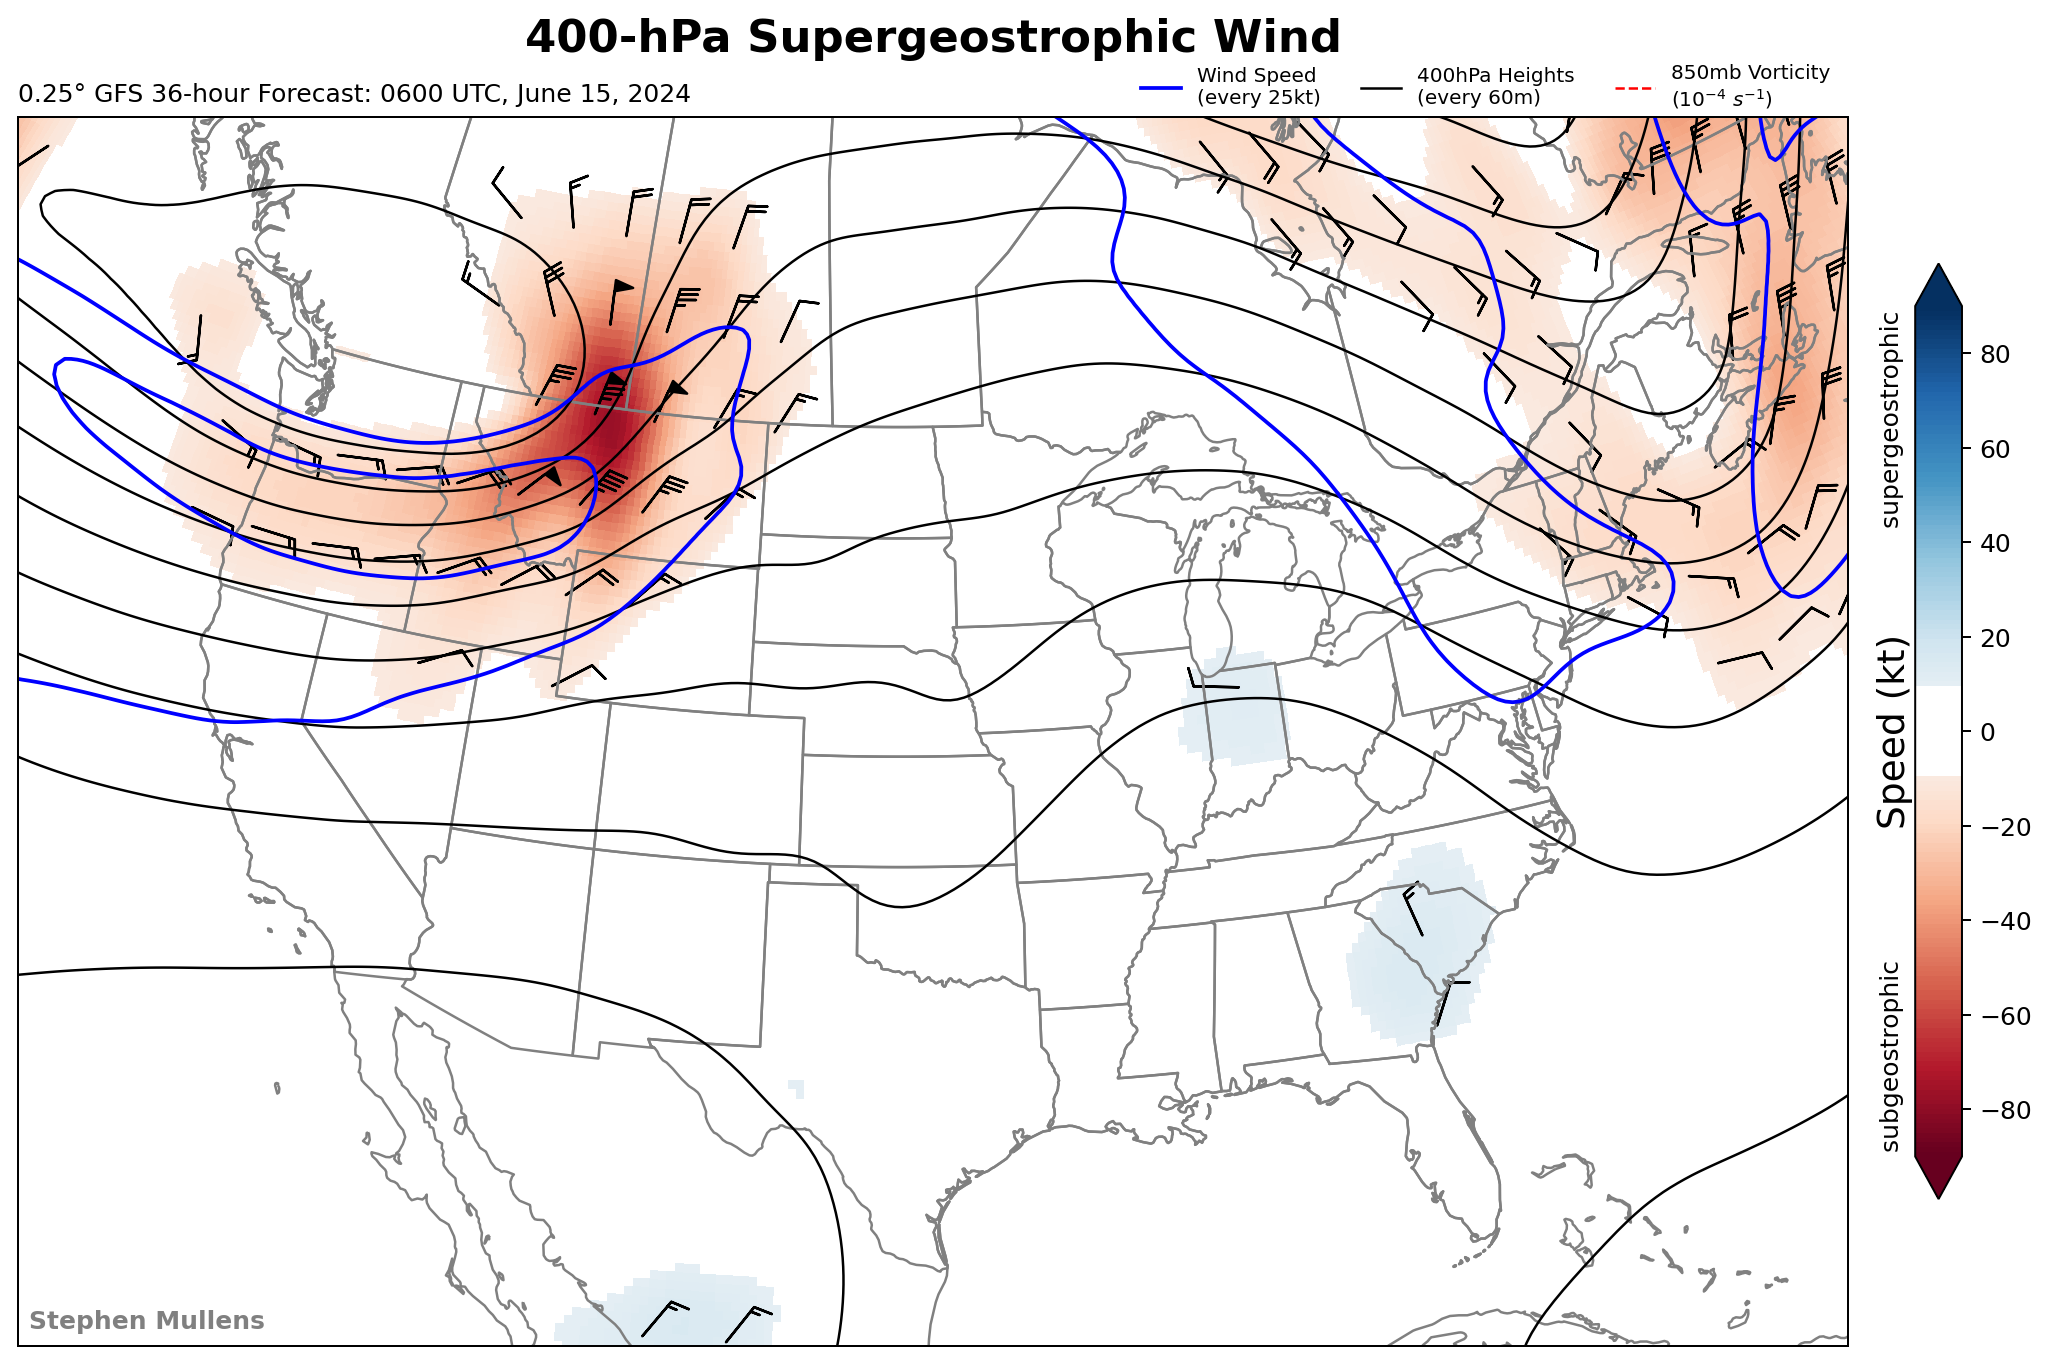 400-hPa Supergeostrophic Wind
0.25° GFS 36-hour Forecast: 0600 UTC, June 15, 2024
Wind Speed
(every 25kt)
400hPa Heights
(every 60m)
850mb Vorticity
(10⁻⁴ s⁻¹)
supergeostrophic
Speed (kt)
subgeostrophic
80
60
40
20
0
−20
−40
−60
−80
Stephen Mullens